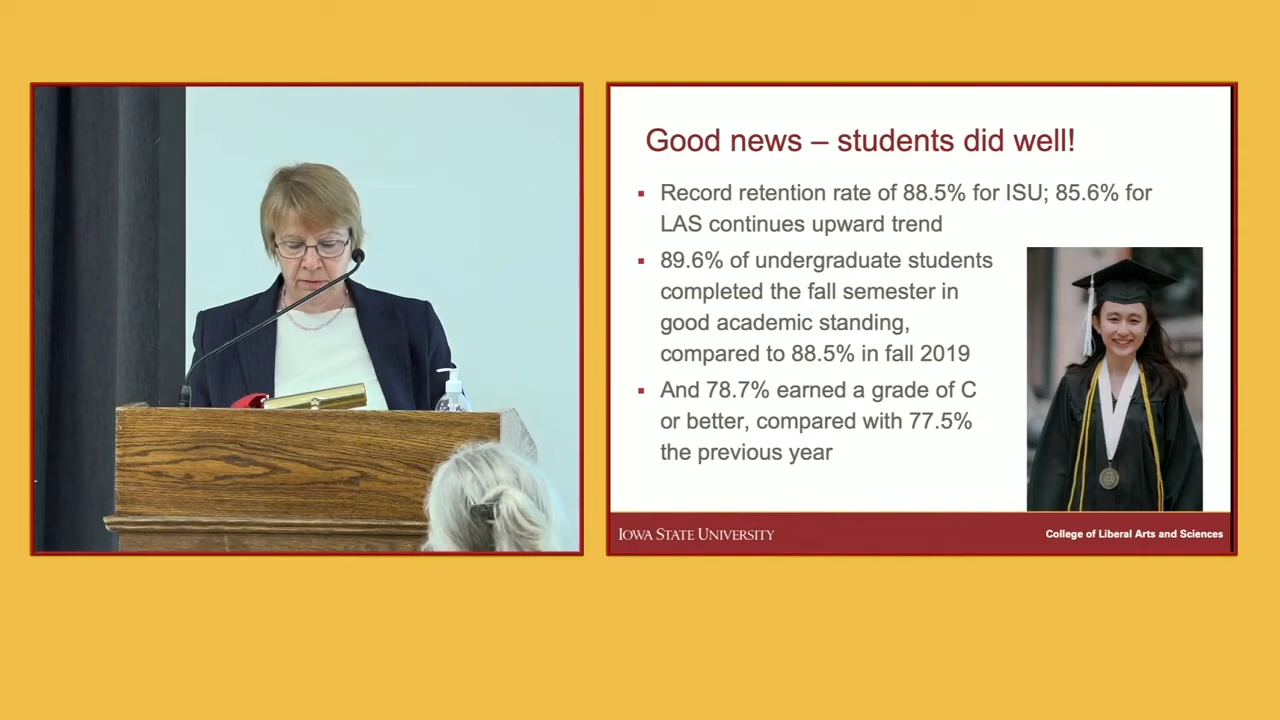 Good news – students did well!
▪ Record retention rate of 88.5% for ISU; 85.6% for
LAS continues upward trend
▪ 89.6% of undergraduate students
completed the fall semester in
good academic standing,
compared to 88.5% in fall 2019
▪ And 78.7% earned a grade of C
or better, compared with 77.5%
the previous year
IOWA STATE UNIVERSITY
College of Liberal Arts and Sciences